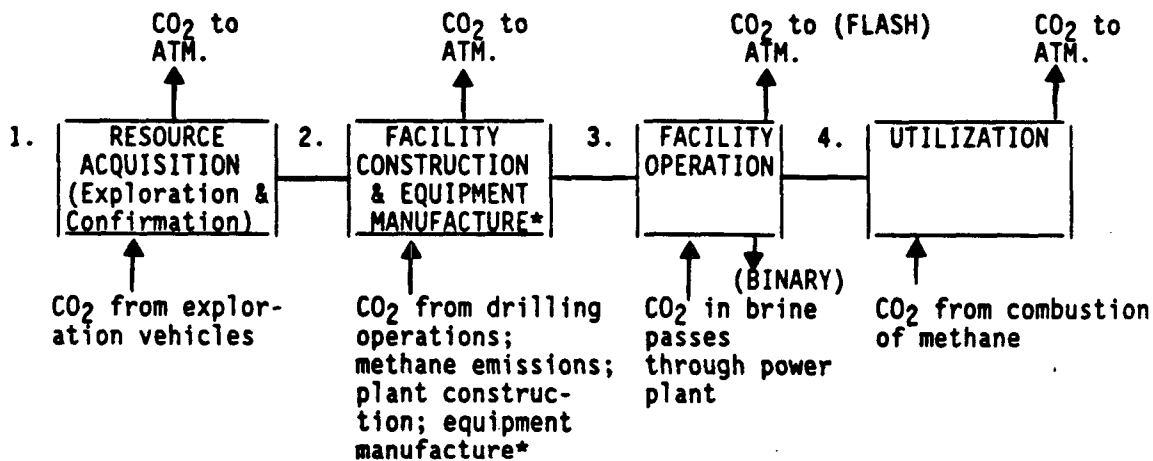 CO2 to
ATM.
CO2 to
ATM.
CO2 to (FLASH)
ATM.
CO2 to
ATM.
1.
RESOURCE
ACQUISITION
(Exploration &
Confirmation)
2.
FACILITY
CONSTRUCTION
& EQUIPMENT
MANUFACTURE*
3.
FACILITY
OPERATION
4.
UTILIZATION
CO2 from explor-
ation vehicles
CO2 from drilling
operations;
methane emissions;
plant construc-
tion; equipment
manufacture*
(BINARY)
CO2 in brine
passes
through power
plant
CO2 from combustion
of methane